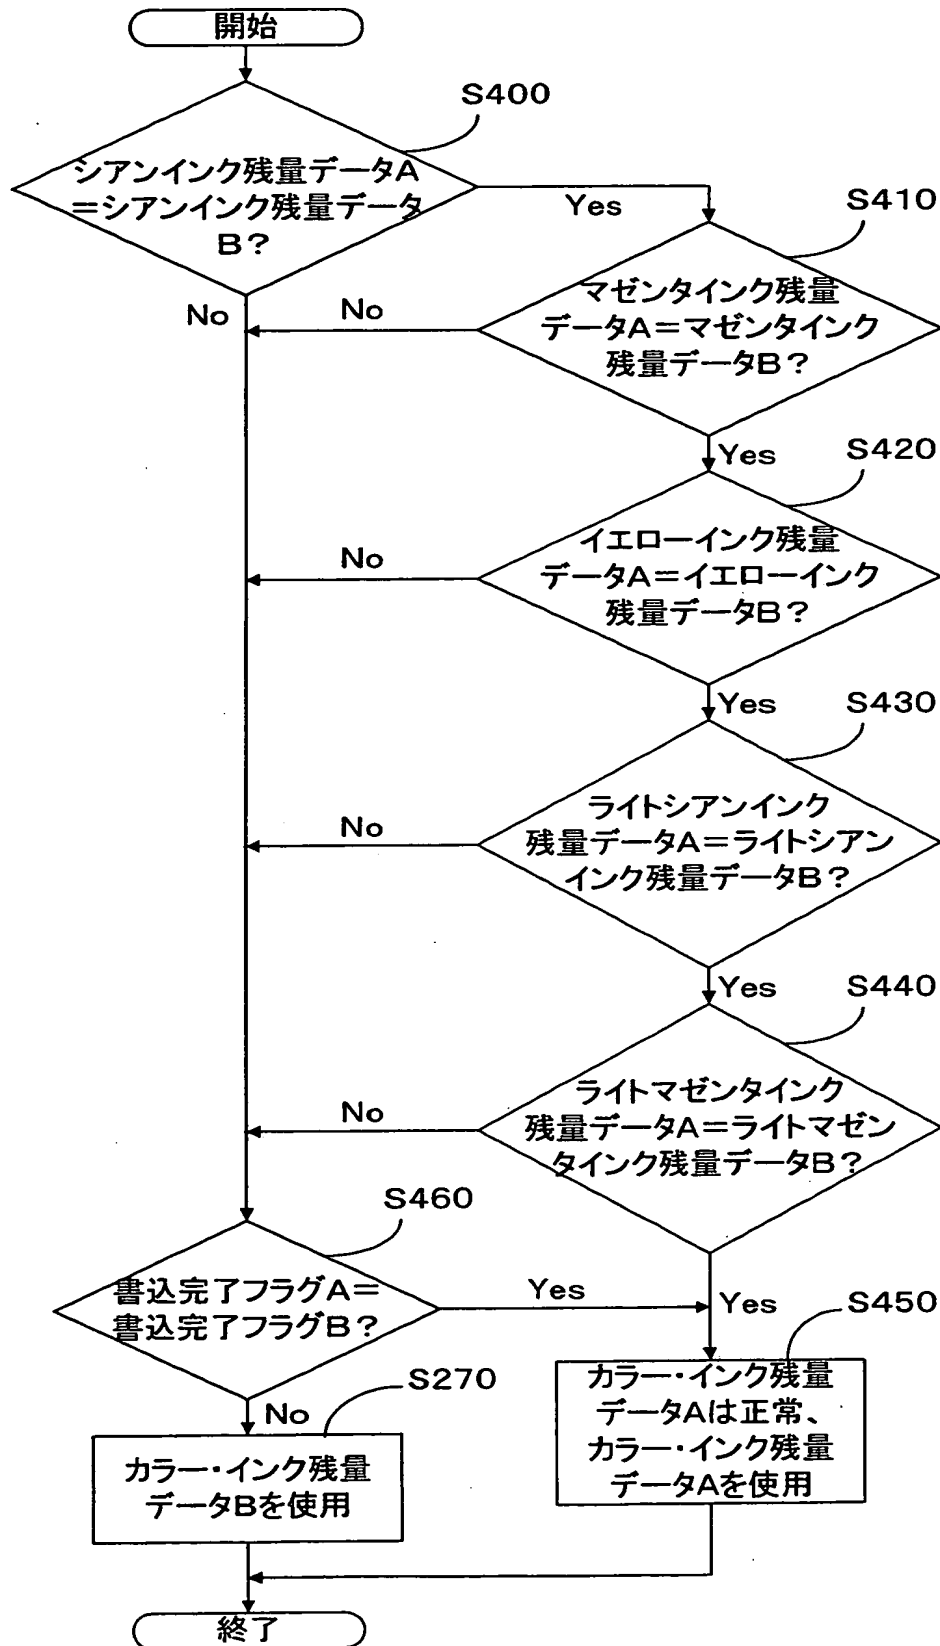 開始
S400
シアンインク残量データA
＝シアンインク残量データ
B？
Yes
No
S410
マゼンタインク残量
データA＝マゼンタインク
残量データB？
No
Yes
S420
イエローインク残量
データA＝イエローインク
残量データB？
No
Yes
S430
ライトシアンインク
残量データA＝ライトシアン
インク残量データB？
No
Yes
S440
ライトマゼンタインク
残量データA＝ライトマゼン
タインク残量データB？
No
Yes
S460
書込完了フラグA＝
書込完了フラグB？
Yes
No
S450
カラー・インク残量
データAは正常、
カラー・インク残量
データAを使用
S270
カラー・インク残量
データBを使用
終了